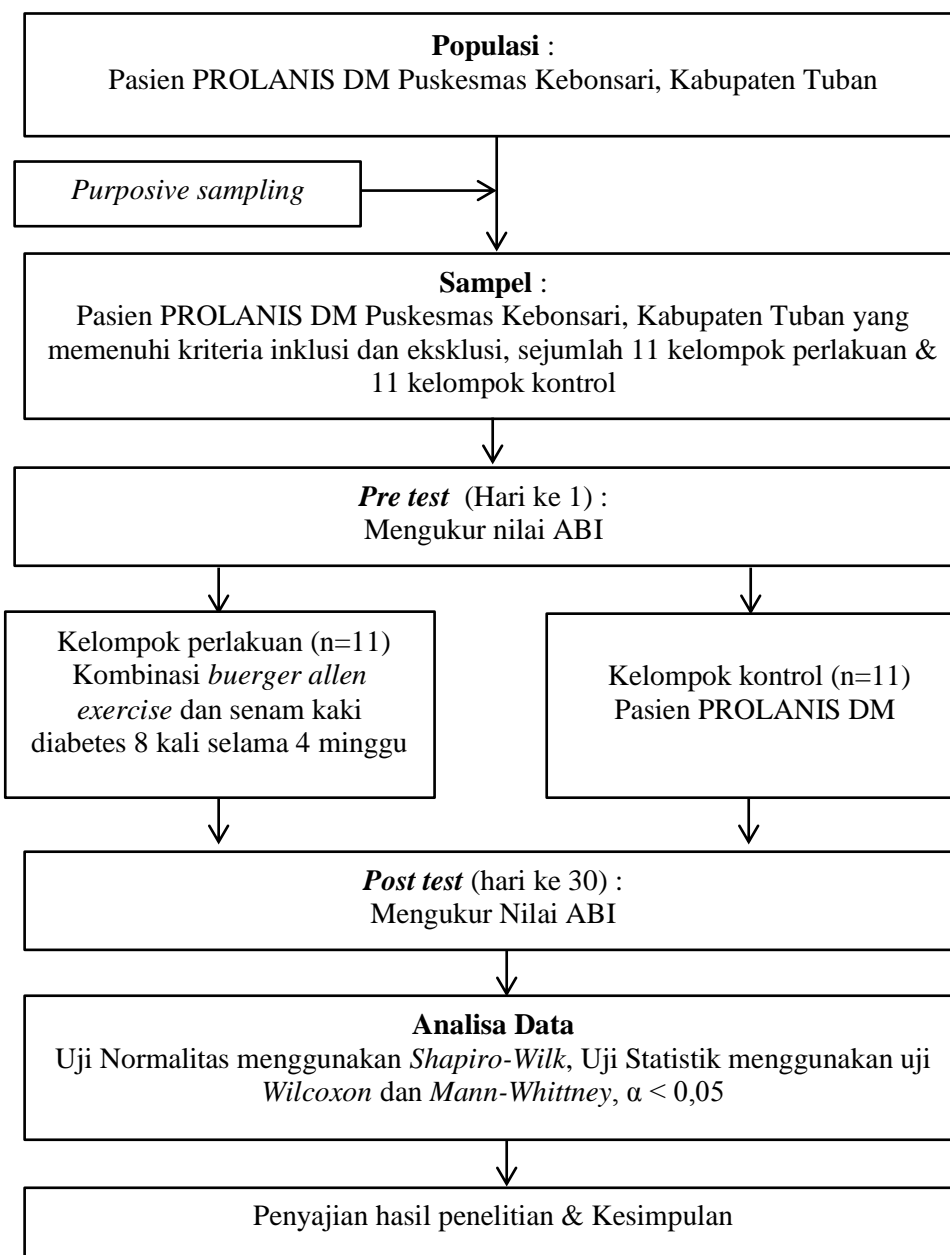 Populasi :
Pasien PROLANIS DM Puskesmas Kebonsari, Kabupaten Tuban
Purposive sampling
Sampel :
Pasien PROLANIS DM Puskesmas Kebonsari, Kabupaten Tuban yang
memenuhi kriteria inklusi dan eksklusi, sejumlah 11 kelompok perlakuan &
11 kelompok kontrol
Pre test (Hari ke 1) :
Mengukur nilai ABI
Kelompok perlakuan (n=11)
Kombinasi buerger allen
exercise dan senam kaki
diabetes 8 kali selama 4 minggu
Kelompok kontrol (n=11)
Pasien PROLANIS DM
Post test (hari ke 30) :
Mengukur Nilai ABI
Analisa Data
Uji Normalitas menggunakan Shapiro-Wilk, Uji Statistik menggunakan uji
Wilcoxon dan Mann-Whittney, α < 0,05
Penyajian hasil penelitian & Kesimpulan